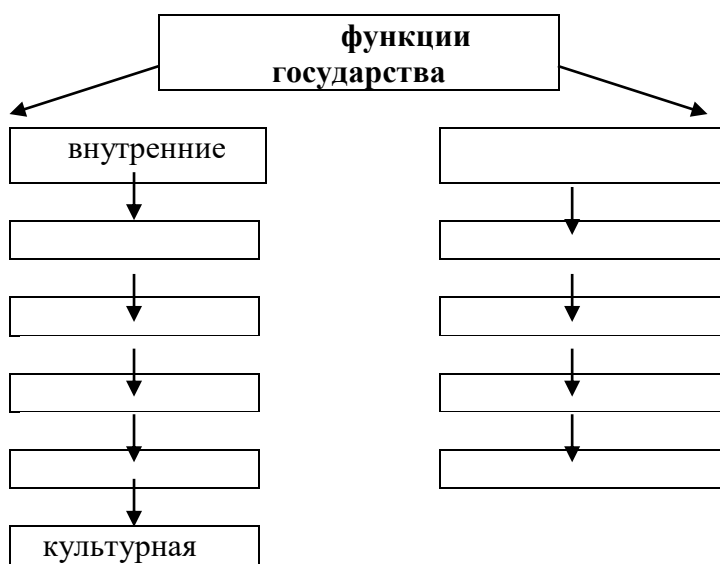 функции
государства
внутренние
культурная